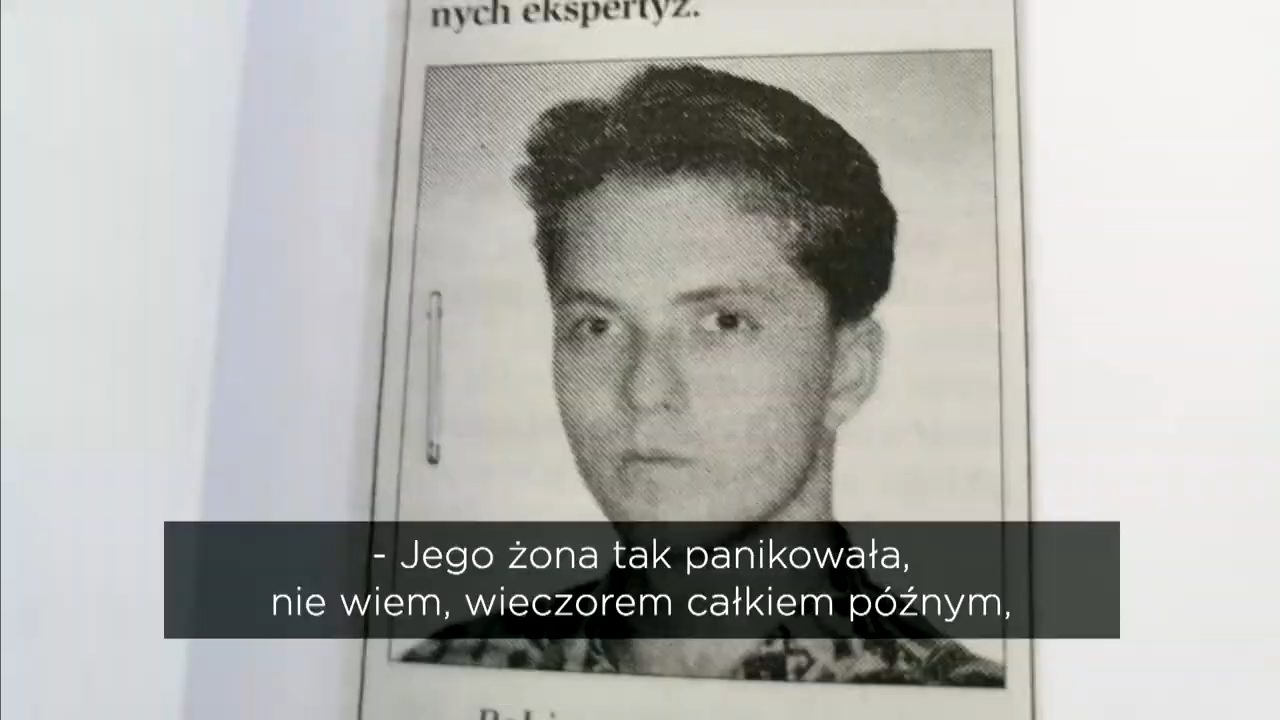 nych ekspertyz.
- Jego żona tak panikowała,
nie wiem, wieczorem całkiem późnym,